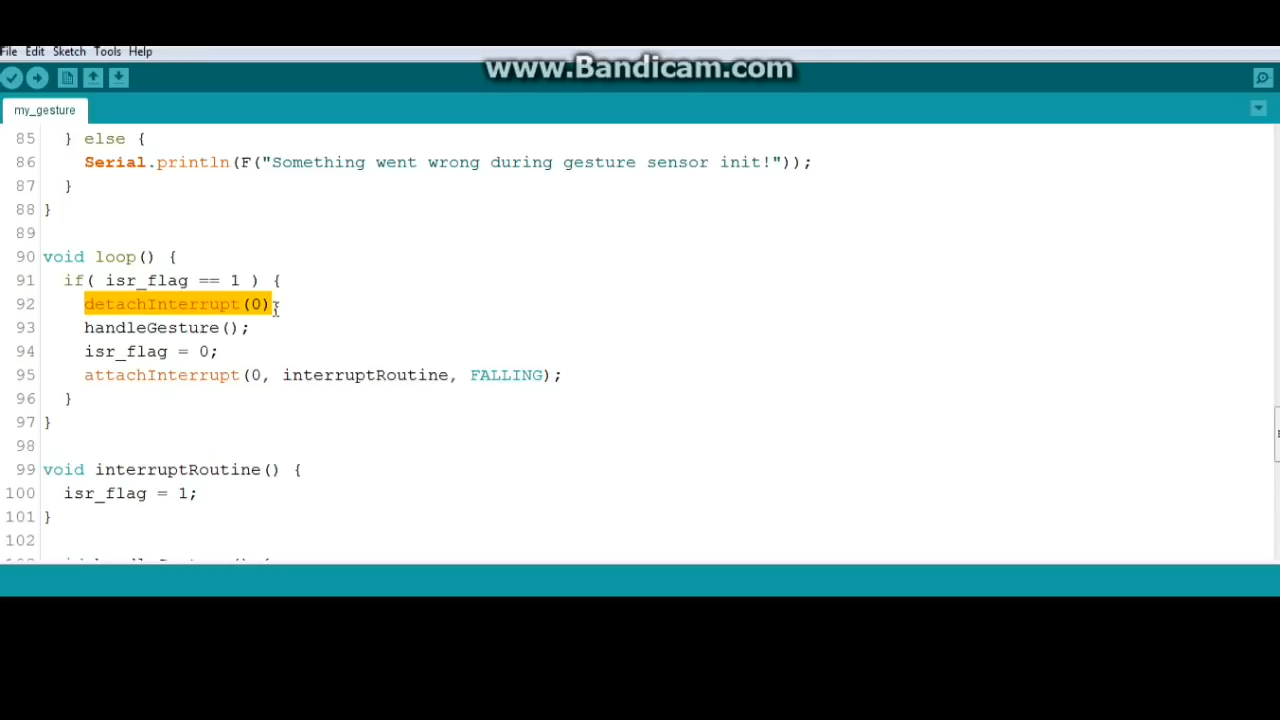 www.Bandicam.com
File Edit Sketch Tools Help
my_gesture
85 } else {
86 Serial.println(F("Something went wrong during gesture sensor init!"));
87 }
88 }
89
90 void loop() {
91 if( isr_flag == 1 ) {
92 detachInterrupt(0);
93 handleGesture();
94 isr_flag = 0;
95 attachInterrupt(0, interruptRoutine, FALLING);
96 }
97 }
98
99 void interruptRoutine() {
100 isr_flag = 1;
101 }
102